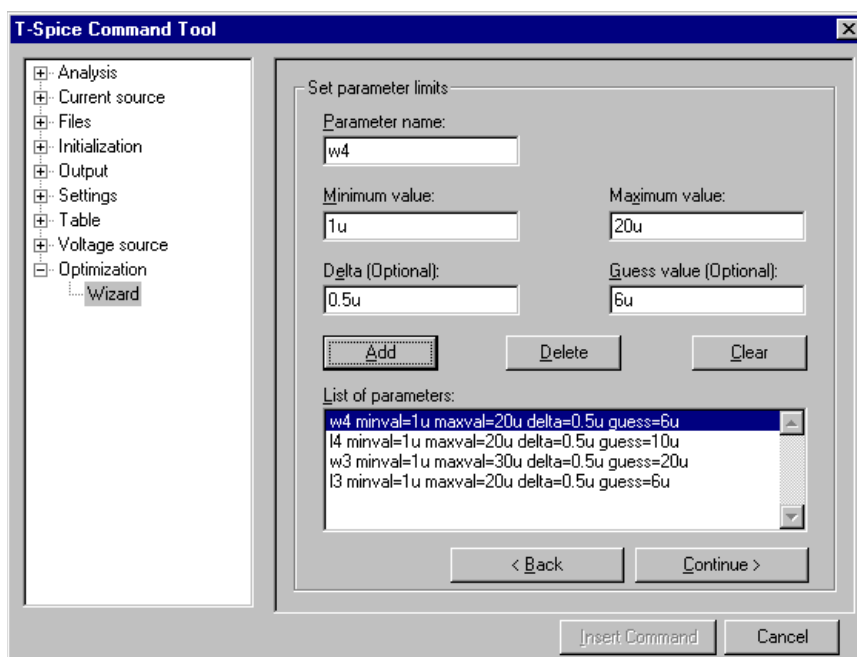 T-Spice Command Tool
Analysis
Current source
Files
Initialization
Output
Settings
Table
Voltage source
Optimization
Wizard
Set parameter limits
Parameter name:
w4
Minimum value:
Maximum value:
1u
20u
Delta (Optional):
Guess value (Optional):
0.5u
6u
Add
Delete
Clear
List of parameters:
w4 minval=1u maxval=20u delta=0.5u guess=6u
l4 minval=1u maxval=20u delta=0.5u guess=10u
w3 minval=1u maxval=30u delta=0.5u guess=20u
l3 minval=1u maxval=20u delta=0.5u guess=6u
< Back
Continue >
Insert Command
Cancel